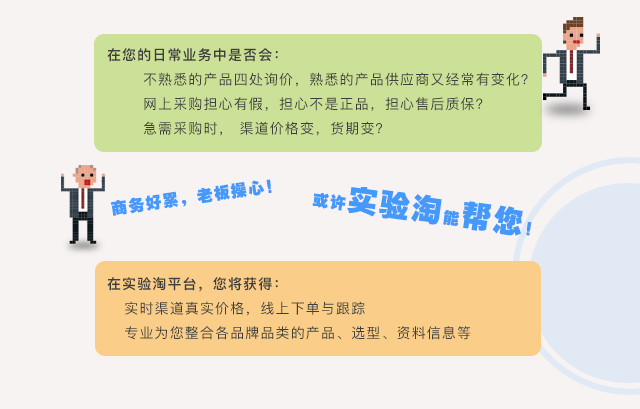 在您的日常业务中是否会：
不熟悉的产品四处询价，熟悉的产品供应商又经常有变化？
网上采购担心有假，担心不是正品，担心售后质保？
急需采购时， 渠道价格变，货期变？
商务好累，老板操心！
或许实验淘能帮您！
在实验淘平台，您将获得：
实时渠道真实价格，线上下单与跟踪
专业为您整合各品牌品类的产品、选型、资料信息等